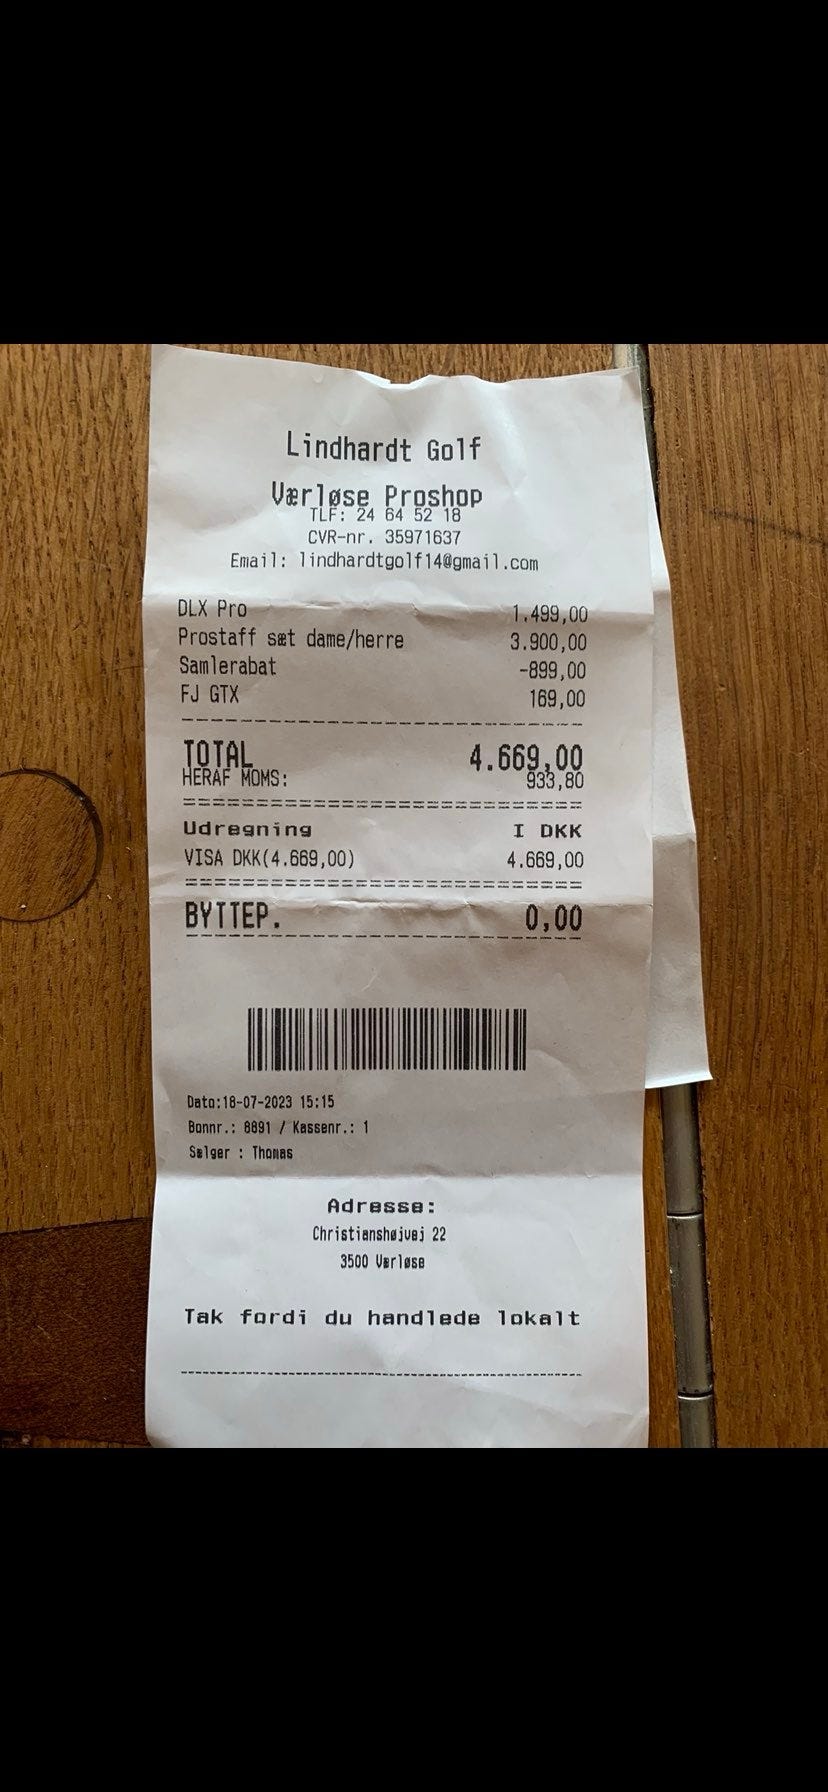 Lindhardt Golf
Værløse Proshop
TLF: 24 64 52 18
CVR-nr. 35971637
Email: lindhardtgolf14@gmail.com
DLX Pro 1.499,00
Prostaff sæt dame/herre 3.900,00
Samlerabat -899,00
FJ GTX 169,00
TOTAL 4.669,00
HERAF MOMS: 933,80
Udregning I DKK
VISA DKK(4.669,00) 4.669,00
BYTTEP. 0,00
Dato:18-07-2023 15:15
Bonnr.: 8891 / Kassenr.: 1
Sælger : Thomas
Adresse:
Christianshøjvej 22
3500 Værløse
Tak fordi du handlede lokalt